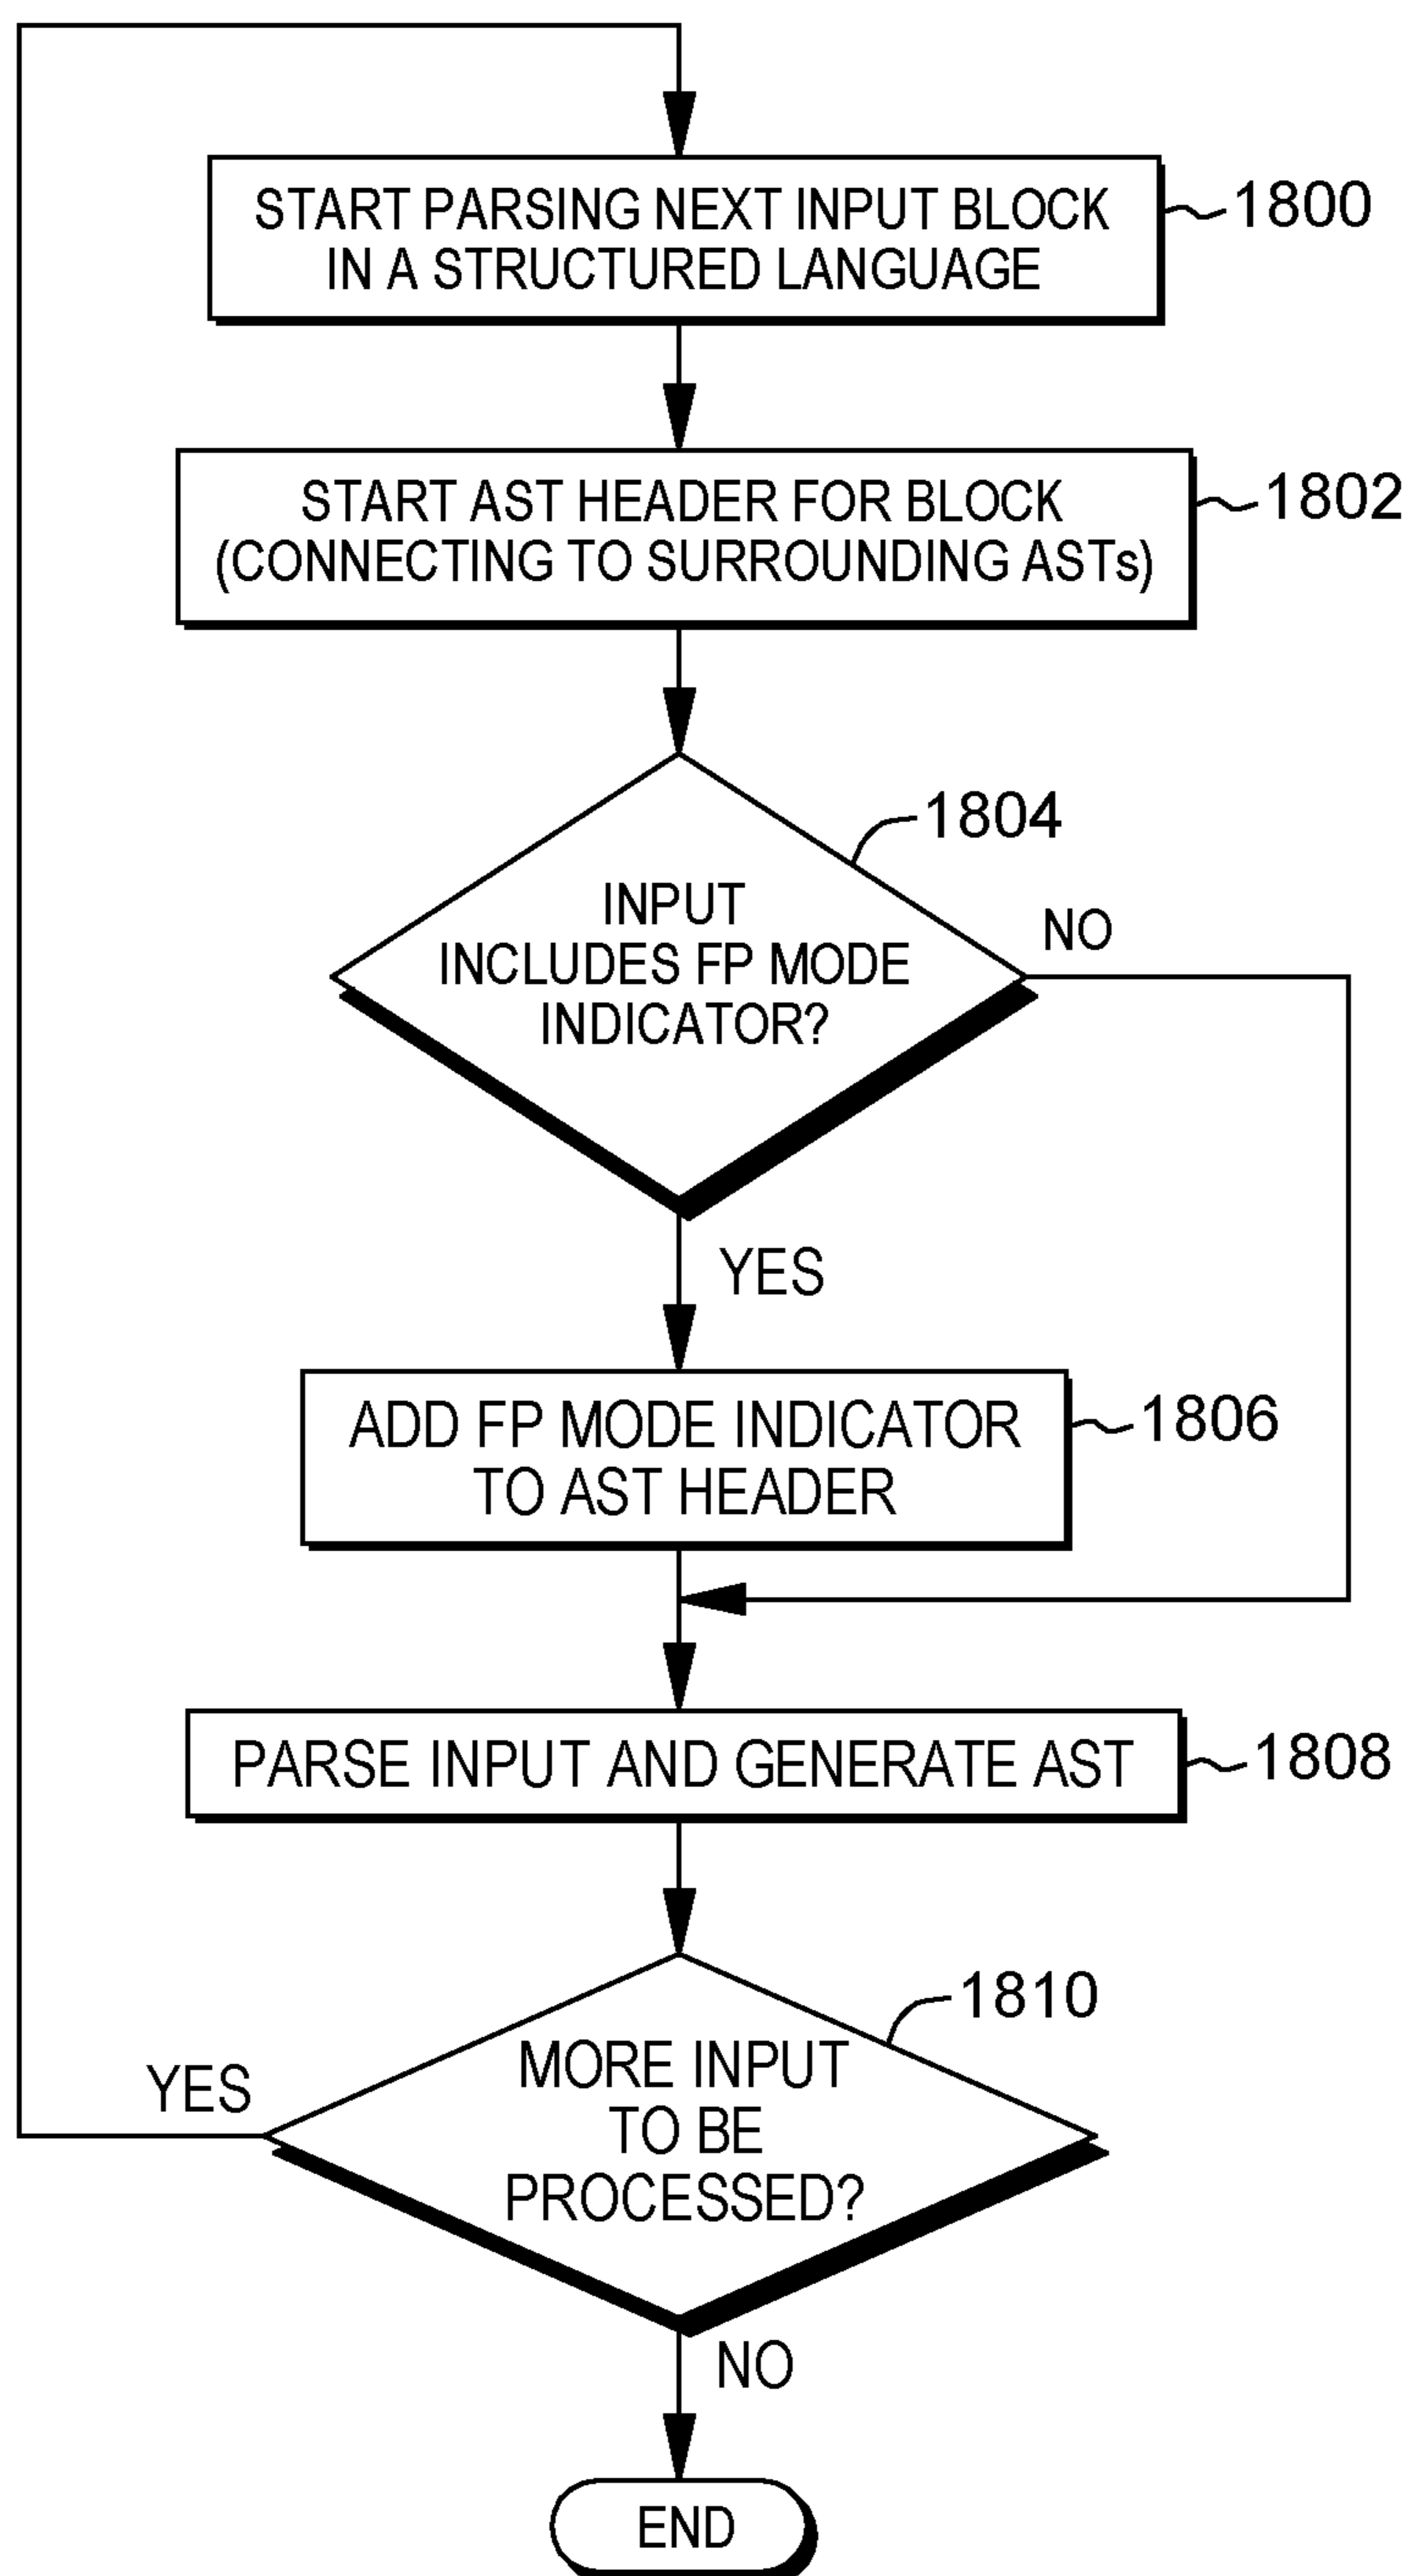 START PARSING NEXT INPUT BLOCK
IN A STRUCTURED LANGUAGE
1800
START AST HEADER FOR BLOCK
(CONNECTING TO SURROUNDING ASTs)
1802
1804
INPUT
INCLUDES FP MODE
INDICATOR?
NO
YES
ADD FP MODE INDICATOR
TO AST HEADER
1806
PARSE INPUT AND GENERATE AST
1808
1810
MORE INPUT
TO BE
PROCESSED?
YES
NO
END